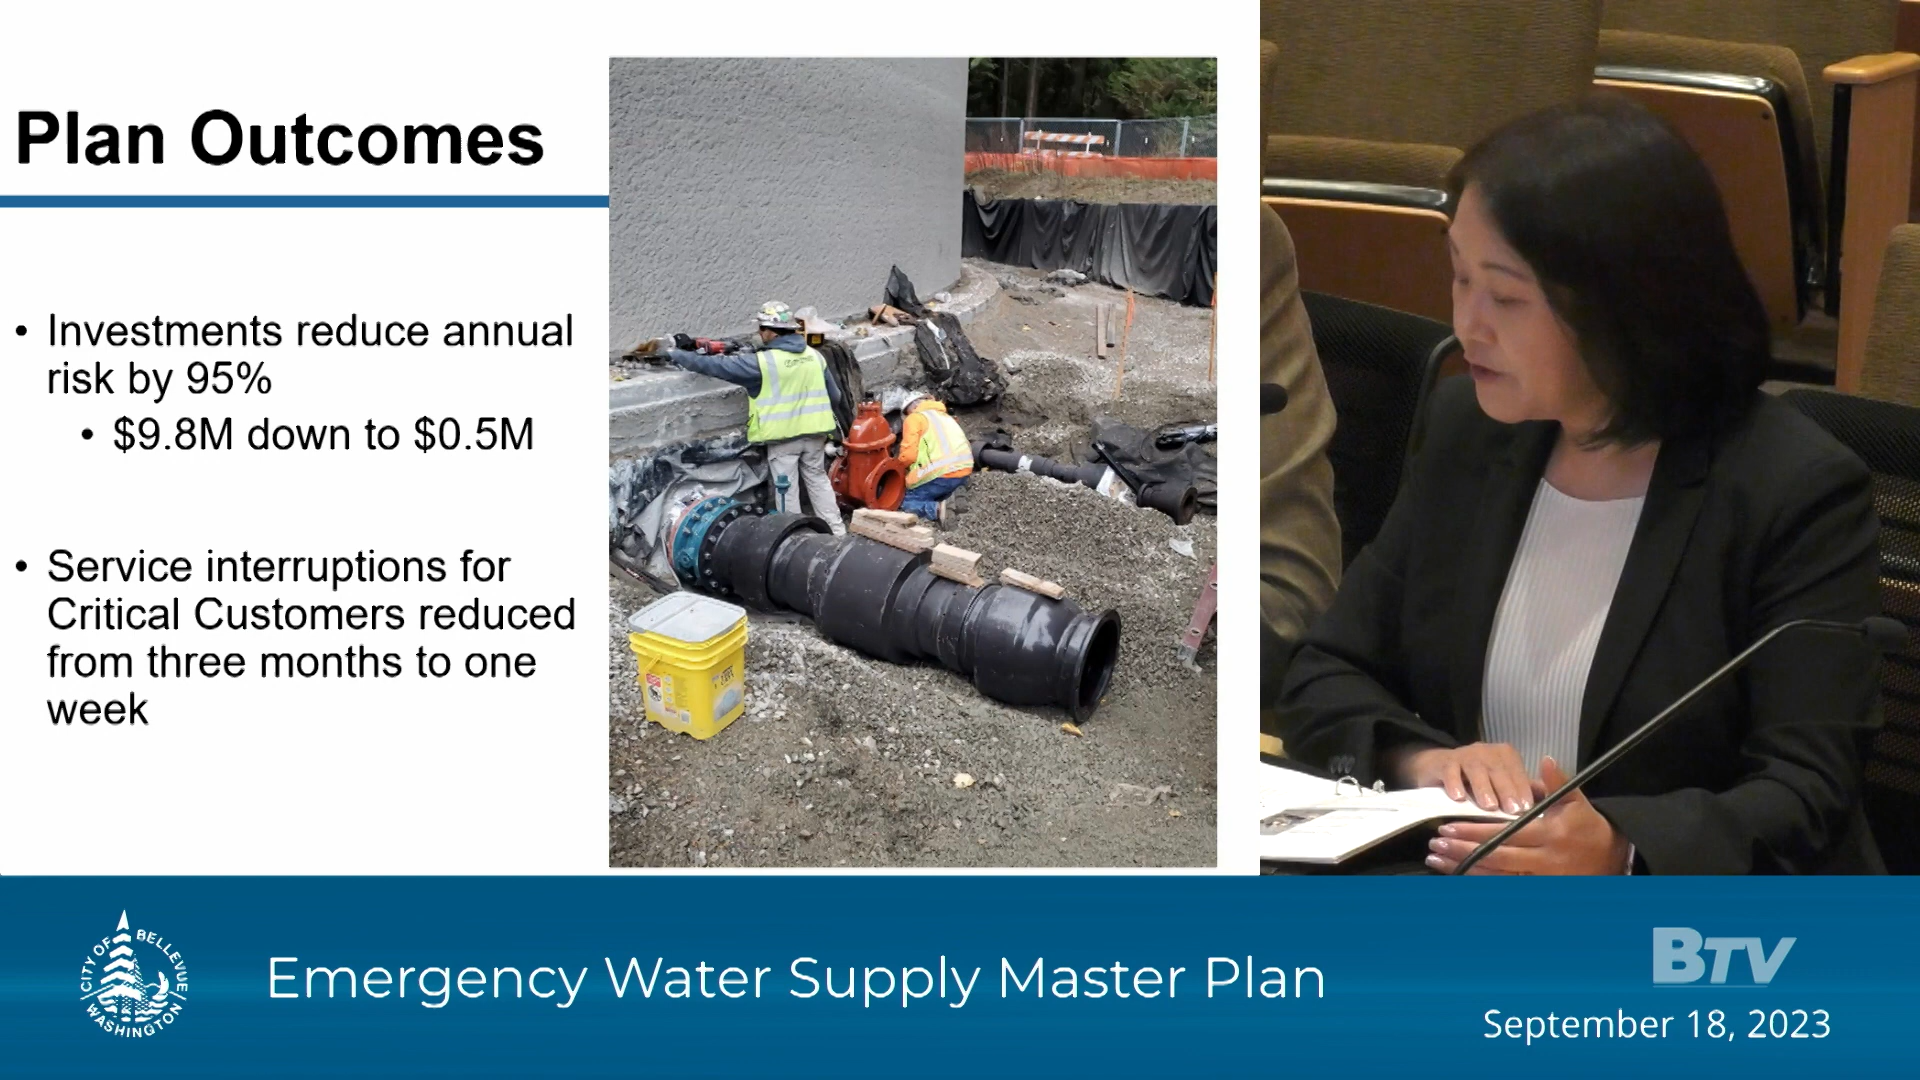 Plan Outcomes
• Investments reduce annual
risk by 95%
• $9.8M down to $0.5M
• Service interruptions for
Critical Customers reduced
from three months to one
week
CITY OF BELLEVUE
WASHINGTON
Emergency Water Supply Master Plan
BTV
September 18, 2023